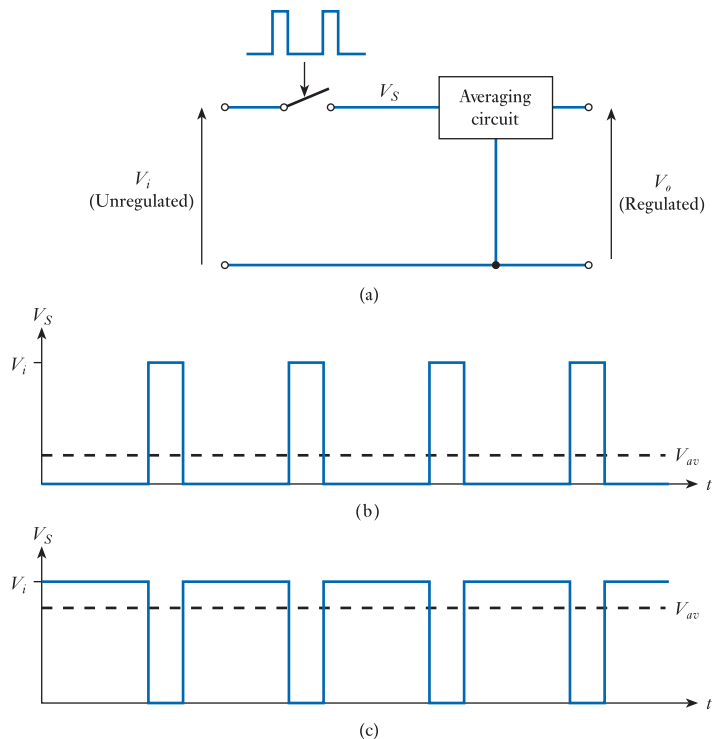 V_S
Averaging
circuit
V_i
(Unregulated)
V_o
(Regulated)
(a)
V_S
V_i
V_av
t
(b)
V_S
V_i
V_av
t
(c)